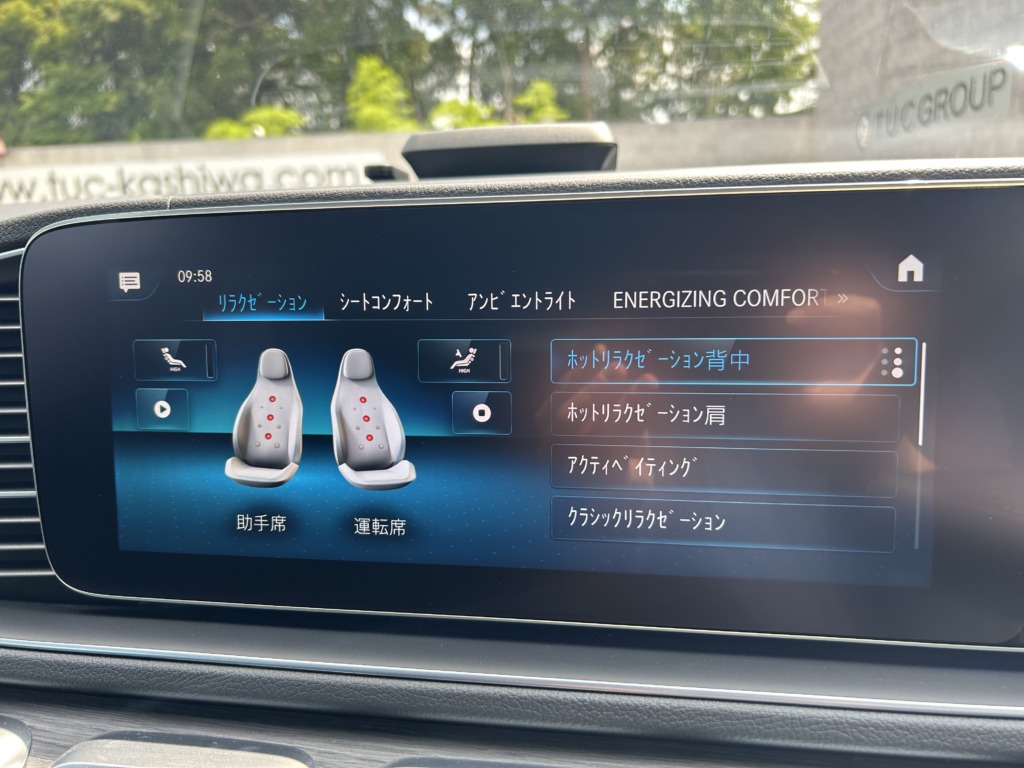 TUCGROUP
ww.tuc-kashiwa.com
09:58
ﾘﾗｸｾﾞｰｼｮﾝ ｼｰﾄｺﾝﾌｫｰﾄ ｱﾝﾋﾞｴﾝﾄﾗｲﾄ ENERGIZING COMFORT »
HIGH HIGH
ﾎｯﾄﾘﾗｸｾﾞｰｼｮﾝ背中
ﾎｯﾄﾘﾗｸｾﾞｰｼｮﾝ肩
ｱｸﾃｨﾍﾞｲﾃｨﾝｸﾞ
ｸﾗｼｯｸﾘﾗｸｾﾞｰｼｮﾝ
助手席 運転席